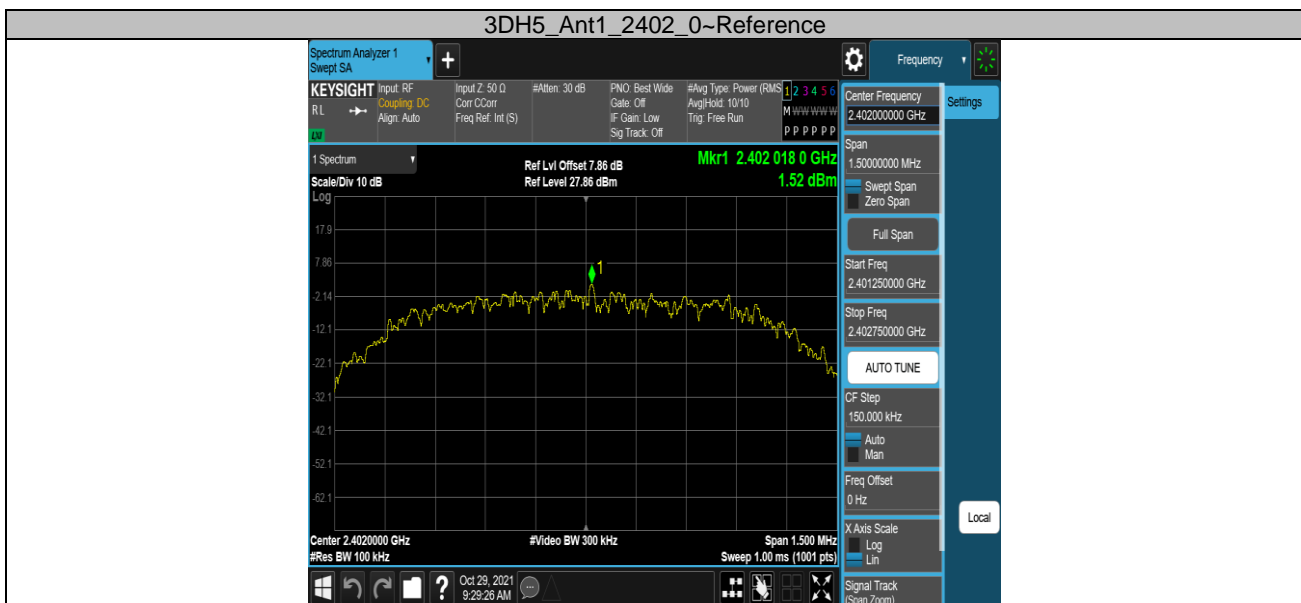 3DH5_Ant1_2402_0~Reference
Spectrum Analyzer 1
Swept SA
+
Frequency
KEYSIGHT
RL
LXI
Input: RF
Coupling: DC
Align: Auto
Input Z: 50 Ω
Corr CCorr
Freq Ref: Int (S)
#Atten: 30 dB
PNO: Best Wide
Gate: Off
IF Gain: Low
Sig Track: Off
#Avg Type: Power (RMS
Avg|Hold: 10/10
Trig: Free Run
1 2 3 4 5 6
M W W W W W
P P P P P P
Center Frequency
2.402000000 GHz
Settings
Span
1.50000000 MHz
Swept Span
Zero Span
Full Span
Start Freq
2.401250000 GHz
Stop Freq
2.402750000 GHz
AUTO TUNE
CF Step
150.000 kHz
Auto
Man
Freq Offset
0 Hz
X Axis Scale
Log
Lin
Local
Signal Track
(Span Zoom)
1 Spectrum
Scale/Div 10 dB
Ref Lvl Offset 7.86 dB
Ref Level 27.86 dBm
Mkr1 2.402 018 0 GHz
1.52 dBm
Log
17.9
7.86
1
-2.14
-12.1
-22.1
-32.1
-42.1
-52.1
-62.1
Center 2.4020000 GHz
#Video BW 300 kHz
Span 1.500 MHz
#Res BW 100 kHz
Sweep 1.00 ms (1001 pts)
?
Oct 29, 2021
9:29:26 AM